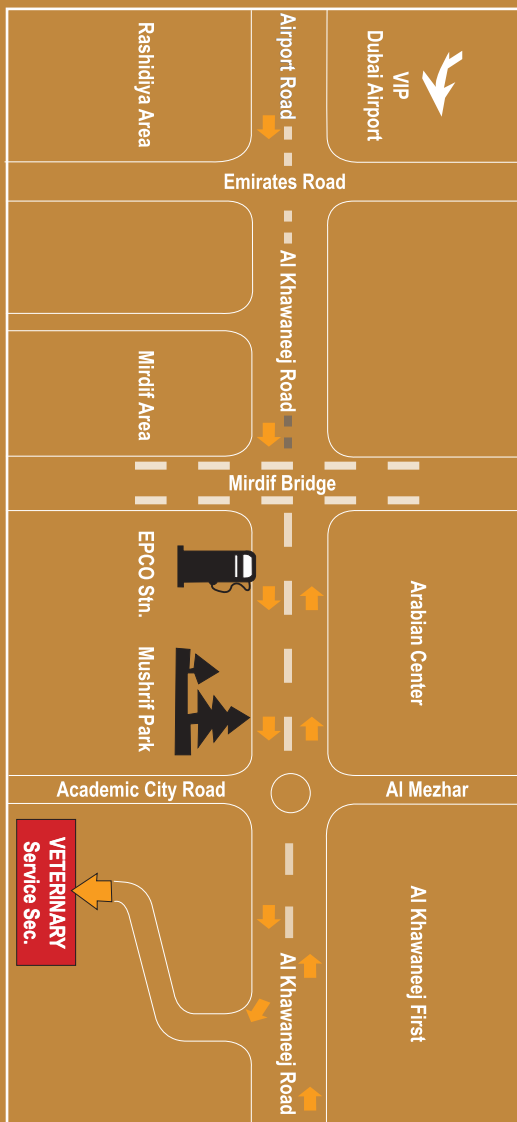 Rashidiya Area
Airport Road
VIP
Dubai Airport
Emirates Road
Al Khawaneej Road
Mirdif Area
Mirdif Bridge
EPCO Stn.
Arabian Center
Mushrif Park
Academic City Road
Al Mezhar
VETERINARY
Service Sec.
Al Khawaneej Road
Al Khawaneej First